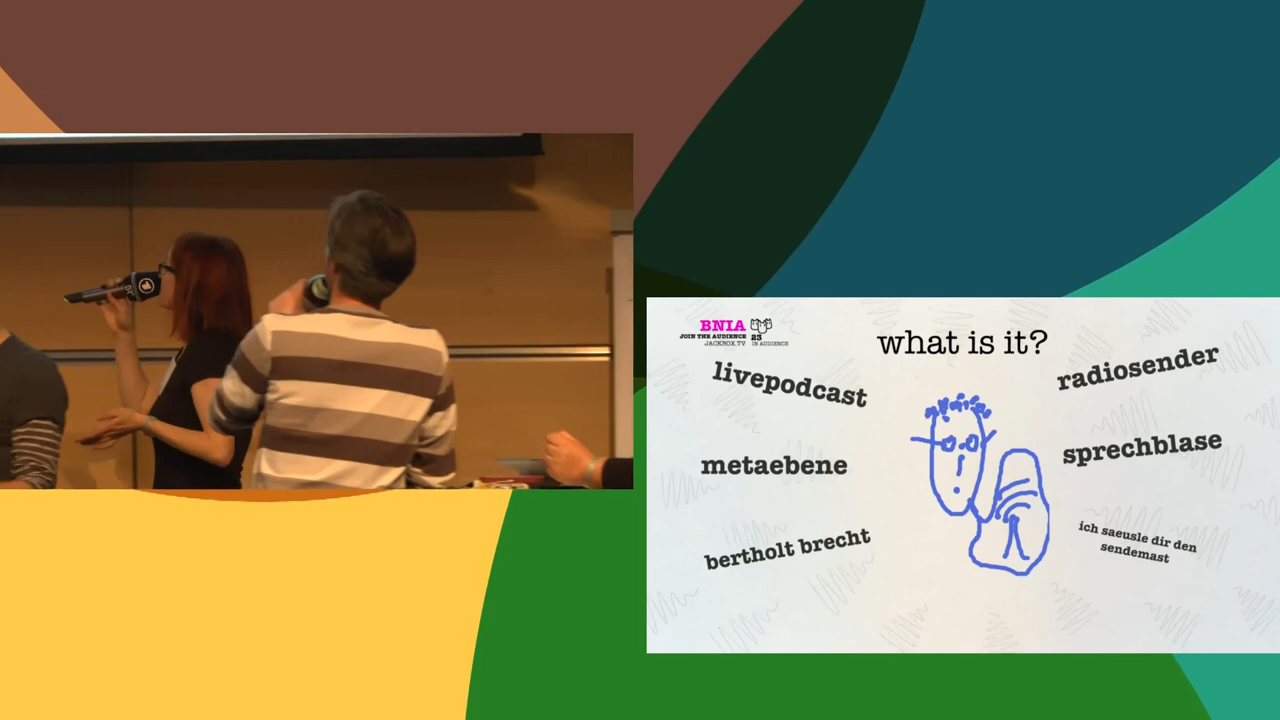 BNIA
JOIN THE AUDIENCE
JACKBOX.TV
23
IN AUDIENCE
what is it?
livepodcast
radiosender
metaebene
sprechblase
bertholt brecht
ich saeusle dir den
sendemast